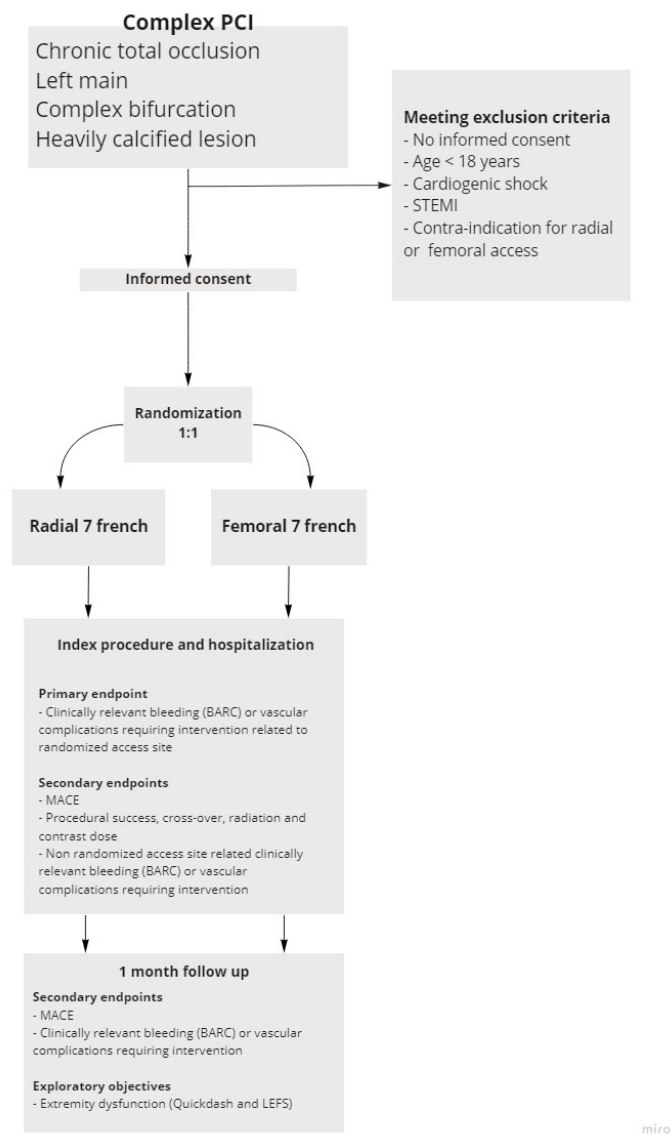 Complex PCI
Chronic total occlusion
Left main
Complex bifurcation
Heavily calcified lesion
Meeting exclusion criteria
- No informed consent
- Age < 18 years
- Cardiogenic shock
- STEMI
- Contra-indication for radial
or femoral access
Informed consent
Randomization
1:1
Radial 7 french
Femoral 7 french
Index procedure and hospitalization
Primary endpoint
- Clinically relevant bleeding (BARC) or vascular
complications requiring intervention related to
randomized access site
Secondary endpoints
- MACE
- Procedural success, cross-over, radiation and
contrast dose
- Non randomized access site related clinically
relevant bleeding (BARC) or vascular
complications requiring intervention
1 month follow up
Secondary endpoints
- MACE
- Clinically relevant bleeding (BARC) or vascular
complications requiring intervention
Exploratory objectives
- Extremity dysfunction (Quickdash and LEFS)
miro